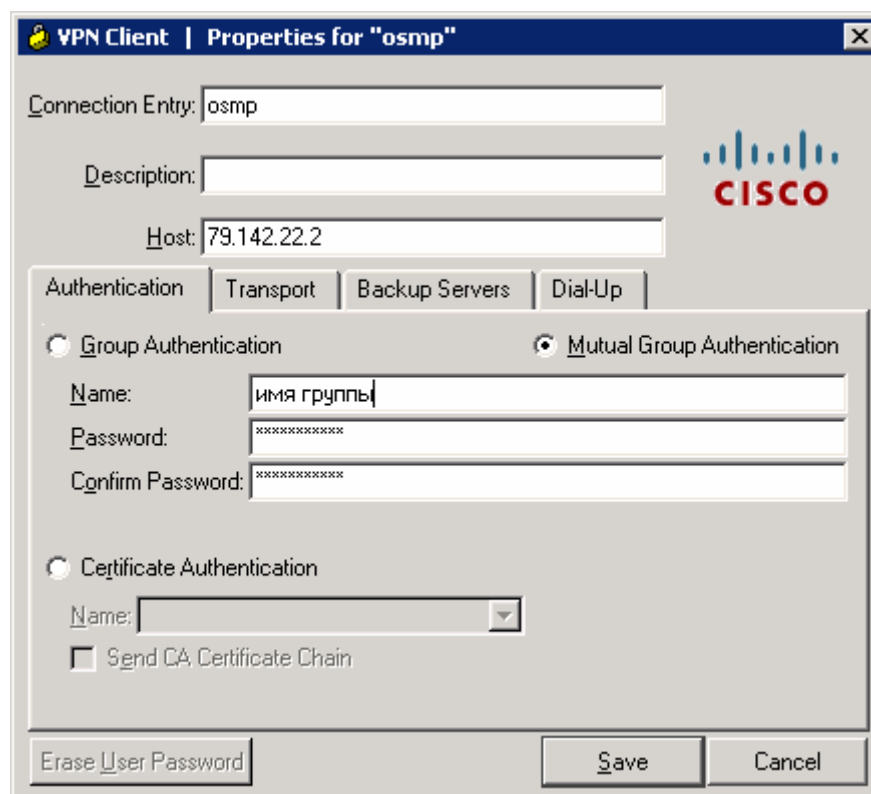 VPN Client | Properties for "osmp"
Connection Entry: osmp
Description:
CISCO
Host: 79.142.22.2
Authentication Transport Backup Servers Dial-Up
Group Authentication Mutual Group Authentication
Name: имя группы
Password: ***********
Confirm Password: ***********
Certificate Authentication
Name:
Send CA Certificate Chain
Erase User Password Save Cancel